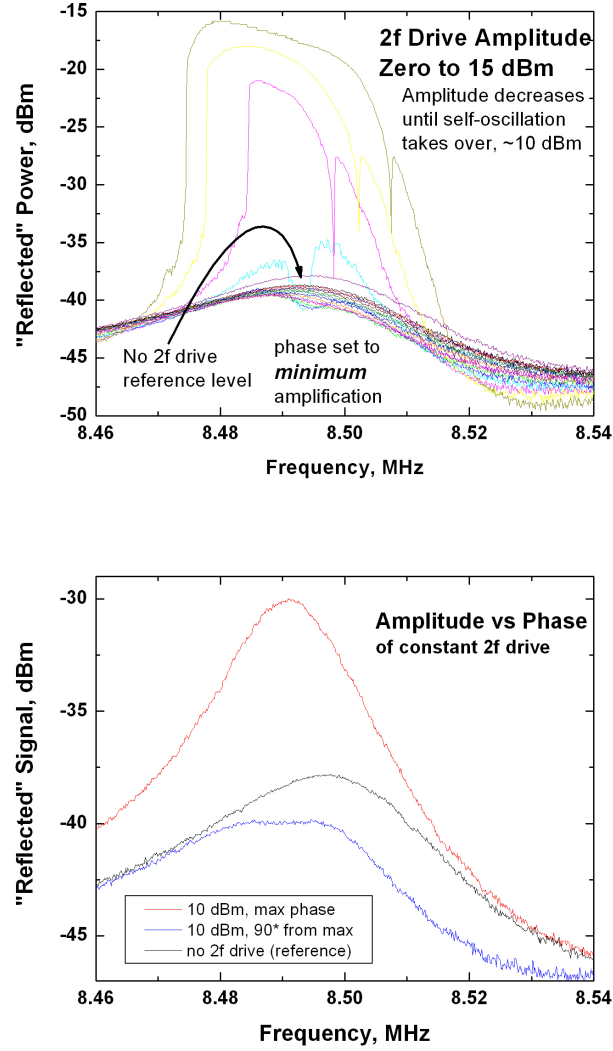 2f Drive Amplitude
Zero to 15 dBm
Amplitude decreases
until self-oscillation
takes over, ~10 dBm
"Reflected" Power, dBm
-15
-20
-25
-30
-35
-40
-45
-50
No 2f drive
reference level
phase set to
minimum
amplification
8.46 8.48 8.50 8.52 8.54
Frequency, MHz
Amplitude vs Phase
of constant 2f drive
"Reflected" Signal, dBm
-30
-35
-40
-45
10 dBm, max phase
10 dBm, 90* from max
no 2f drive (reference)
8.46 8.48 8.50 8.52 8.54
Frequency, MHz